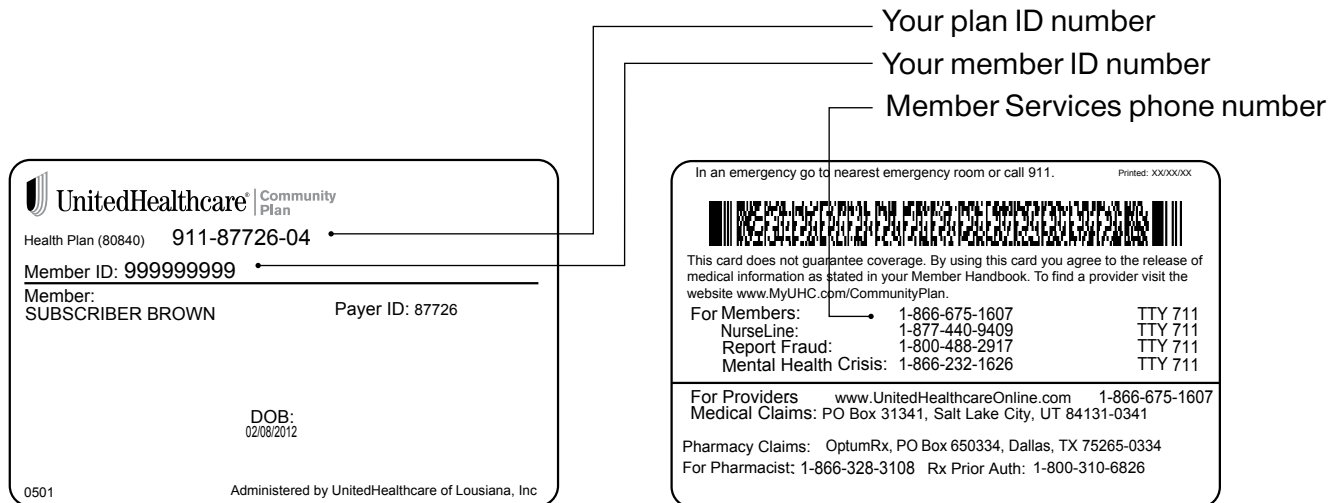 Your plan ID number
Your member ID number
Member Services phone number
UnitedHealthcare® Community Plan
Health Plan (80840) 911-87726-04
Member ID: 999999999
Member:
SUBSCRIBER BROWN Payer ID: 87726
DOB:
02/08/2012
0501 Administered by UnitedHealthcare of Lousiana, Inc
In an emergency go to nearest emergency room or call 911. Printed: XX/XX/XX
This card does not guarantee coverage. By using this card you agree to the release of
medical information as stated in your Member Handbook. To find a provider visit the
website www.MyUHC.com/CommunityPlan.
For Members: 1-866-675-1607 TTY 711
NurseLine: 1-877-440-9409 TTY 711
Report Fraud: 1-800-488-2917 TTY 711
Mental Health Crisis: 1-866-232-1626 TTY 711
For Providers www.UnitedHealthcareOnline.com 1-866-675-1607
Medical Claims: PO Box 31341, Salt Lake City, UT 84131-0341
Pharmacy Claims: OptumRx, PO Box 650334, Dallas, TX 75265-0334
For Pharmacist: 1-866-328-3108 Rx Prior Auth: 1-800-310-6826